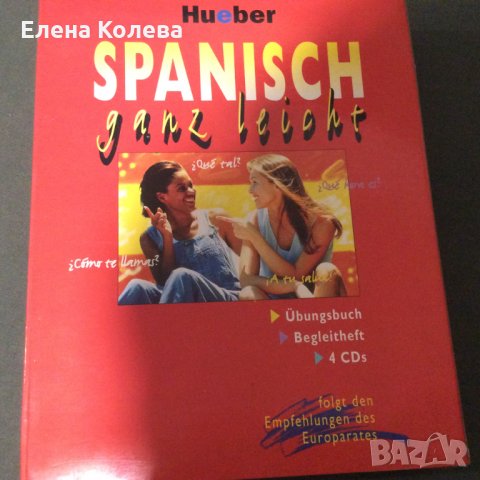 Елена Колева
Hueber
SPANISCH
ganz leicht
¿Qué tal?
¿Qué hora es?
¿Cómo te llamas?
¡A tu salud!
Übungsbuch
Begleitheft
4 CDs
folgt den
Empfehlungen des
Europarates
BAZAR